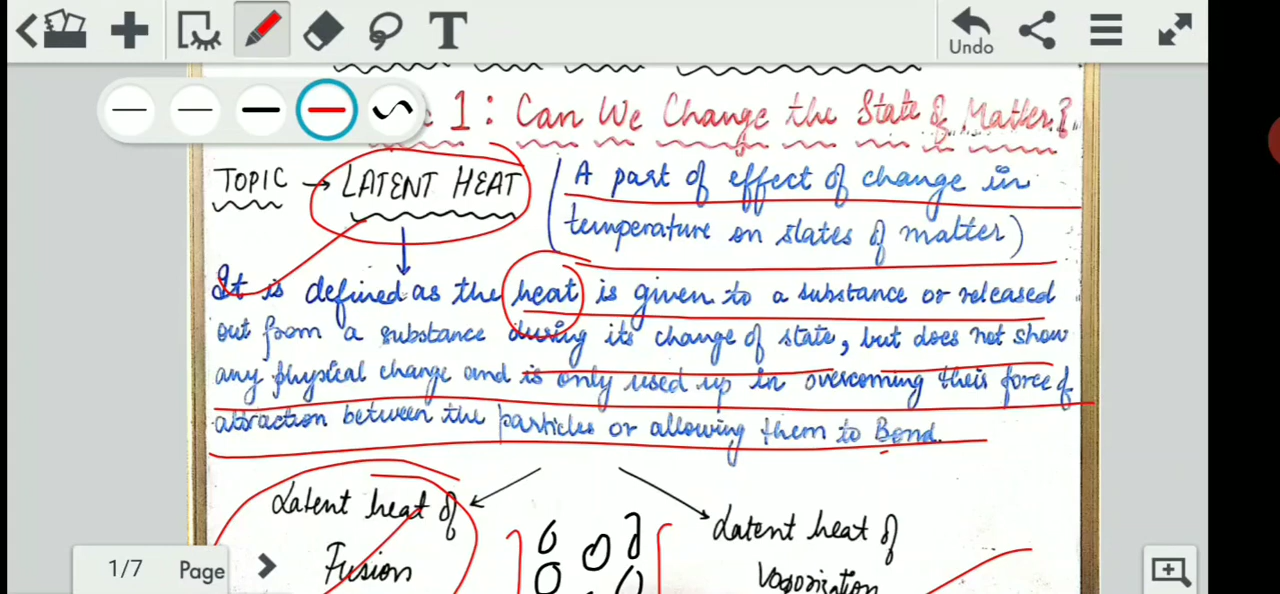 Undo
1: Can We Change the State of Matter?
TOPIC → LATENT HEAT
(A part of effect of change in
temperature on states of matter)
It is defined as the heat is given to a substance or released
out from a substance during its change of state, but does not show
any physical change and is only used up in overcoming their force of
attraction between the particles or allowing them to Bond.
Latent heat of
Fusion
Latent heat of
Vaporisation
1/7 Page